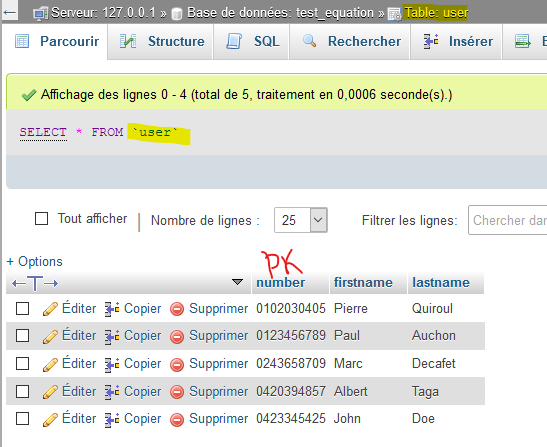 Serveur: 127.0.0.1 » Base de données: test_equation » Table: user
Parcourir Structure SQL Rechercher Insérer E
Affichage des lignes 0 - 4 (total de 5, traitement en 0,0006 seconde(s).)
SELECT * FROM `user`
Tout afficher | Nombre de lignes : 25 Filtrer les lignes: Chercher dan
+ Options
PK
←T→ ▼ number firstname lastname
Éditer Copier Supprimer 0102030405 Pierre Quiroul
Éditer Copier Supprimer 0123456789 Paul Auchon
Éditer Copier Supprimer 0243658709 Marc Decafet
Éditer Copier Supprimer 0420394857 Albert Taga
Éditer Copier Supprimer 0423345425 John Doe